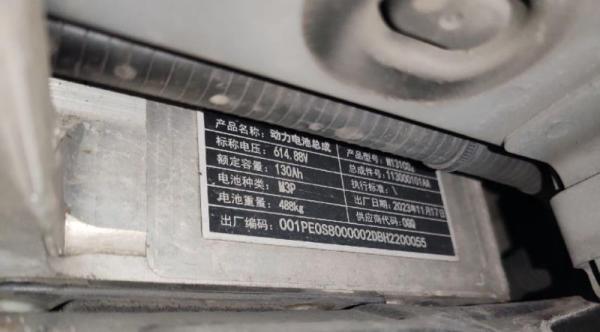 产品名称: 动力电池总成
标称电压: 614.88V 产品型号:
额定容量: 130Ah 总成件号: 113000101AA
电池种类: M3P 执行标准: \
电池重量: 488kg 出厂日期: 2023年11月17日
出厂编码: 001PE0S8000002DBH2200055 供应商代码: